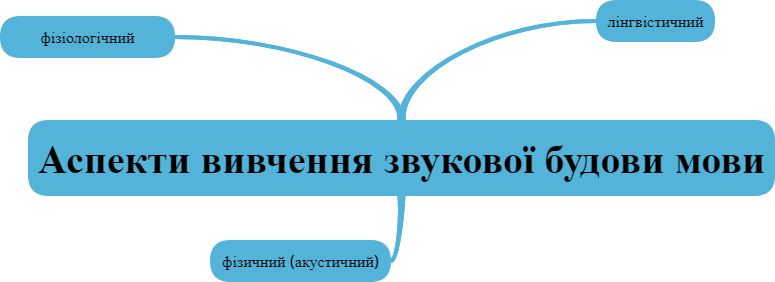 фізіологічний
лінгвістичний
Аспекти вивчення звукової будови мови
фізичний (акустичний)